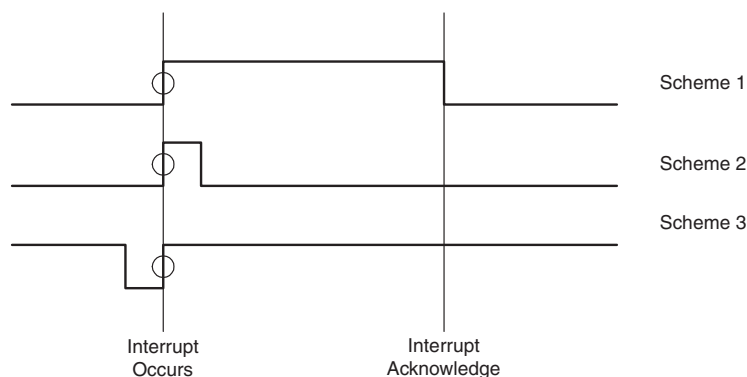 Scheme 1
Scheme 2
Scheme 3
Interrupt
Occurs
Interrupt
Acknowledge